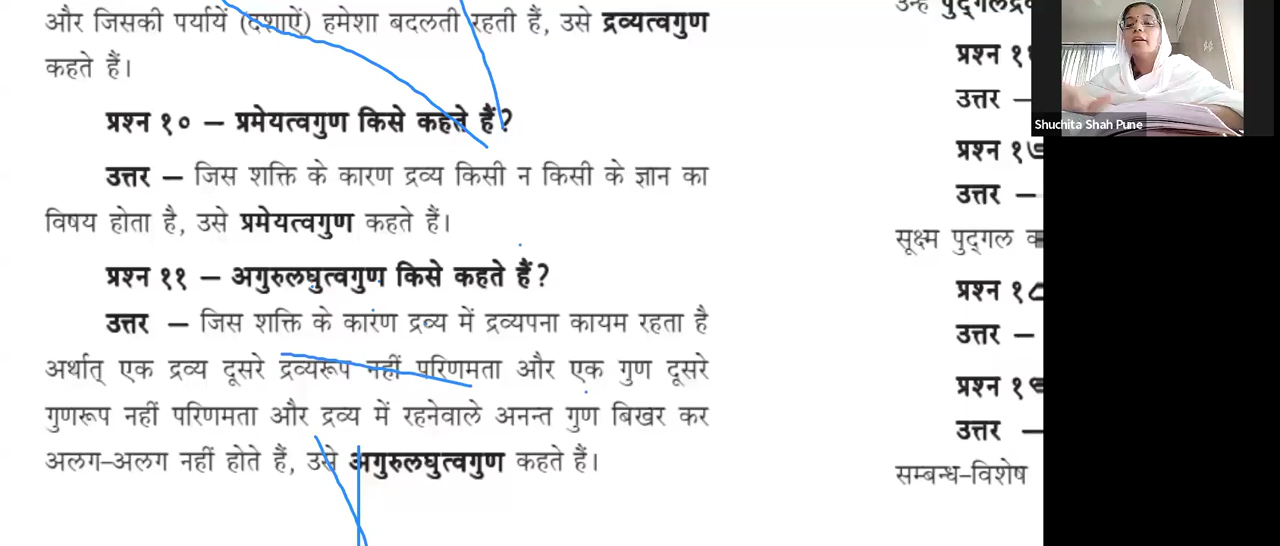 और जिसकी पर्यायें (दशाऐं) हमेशा बदलती रहती हैं, उसे द्रव्यत्वगुण
कहते हैं।
प्रश्न १० – प्रमेयत्वगुण किसे कहते हैं?
उत्तर – जिस शक्ति के कारण द्रव्य किसी न किसी के ज्ञान का
विषय होता है, उसे प्रमेयत्वगुण कहते हैं।
प्रश्न ११ – अगुरुलघुत्वगुण किसे कहते हैं?
उत्तर – जिस शक्ति के कारण द्रव्य में द्रव्यपना कायम रहता है
अर्थात् एक द्रव्य दूसरे द्रव्यरूप नहीं परिणमता और एक गुण दूसरे
गुणरूप नहीं परिणमता और द्रव्य में रहनेवाले अनन्त गुण बिखर कर
अलग-अलग नहीं होते हैं, उसे अगुरुलघुत्वगुण कहते हैं।
प्रश्न
उत्तर –
प्रश्न १७
उत्तर –
सूक्ष्म पुद्गल
प्रश्न १८
उत्तर –
प्रश्न १९
उत्तर –
सम्बन्ध-विशेष
Shuchita Shah Pune